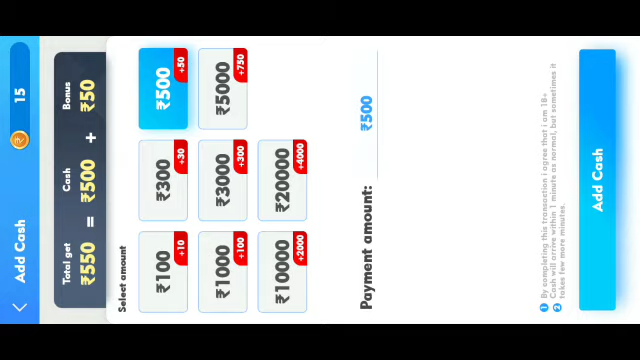 Add Cash
15
Total get Cash Bonus
₹550 = ₹500 + ₹50
Select amount
₹100 +10
₹300 +30
₹500 +50
₹1000 +100
₹3000 +300
₹5000 +750
₹10000 +2000
₹20000 +4000
Payment amount: ₹500
1 By completing this transaction i agree that i am 18+
2 Cash will arrive within 1 minute as normal, but sometimes it
takes few more minutes.
Add Cash